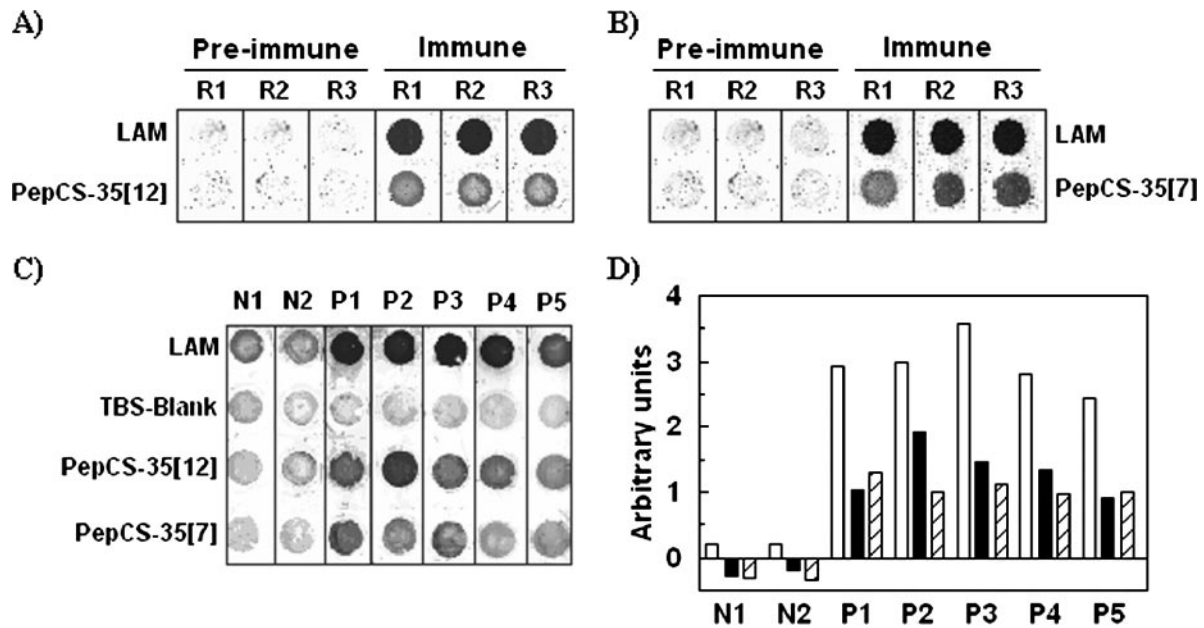 A)
Pre-immune Immune
R1 R2 R3 R1 R2 R3
LAM
PepCS-35[12]
B)
Pre-immune Immune
R1 R2 R3 R1 R2 R3
LAM
PepCS-35[7]
C)
N1 N2 P1 P2 P3 P4 P5
LAM
TBS-Blank
PepCS-35[12]
PepCS-35[7]
D)
Arbitrary units
4
3
2
1
0
N1 N2 P1 P2 P3 P4 P5